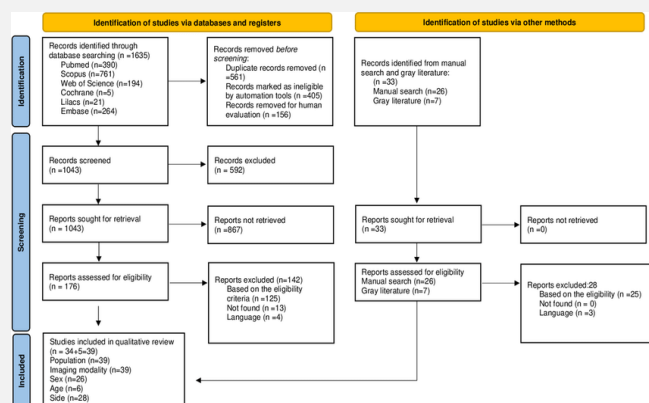 Identification of studies via databases and registers
Identification of studies via other methods
Identification
Records identified through
database searching (n =1635)
Pubmed (n=390)
Scopus (n=761)
Web of Science (n=194)
Cochrane (n=5)
Lilacs (n=21)
Embase (n=264)
Records removed before
screening:
Duplicate records removed (n
=561)
Records marked as ineligible
by automation tools (n =405)
Records removed for human
evaluation (n =156)
Records identified from manual
search and gray literature:
(n =33)
Manual search (n=26)
Gray literature (n=7)
Screening
Records screened
(n =1043)
Records excluded
(n = 592)
Reports sought for retrieval
(n = 1043)
Reports not retrieved
(n =867)
Reports sought for retrieval
(n =33)
Reports not retrieved
(n =0)
Reports assessed for eligibility
(n = 176)
Reports excluded (n=142)
Based on the eligibility
criteria (n =125)
Not found (n =13)
Language (n =4)
Reports assessed for eligibility
Manual search (n=26)
Gray literature (n=7)
Reports excluded:28
Based on the eligibility (n =25)
Not found (n = 0)
Language (n =3)
Included
Studies included in qualitative review
(n = 34+5=39)
Population (n=39)
Imaging modality (n=39)
Sex (n=26)
Age (n=6)
Side (n=28)